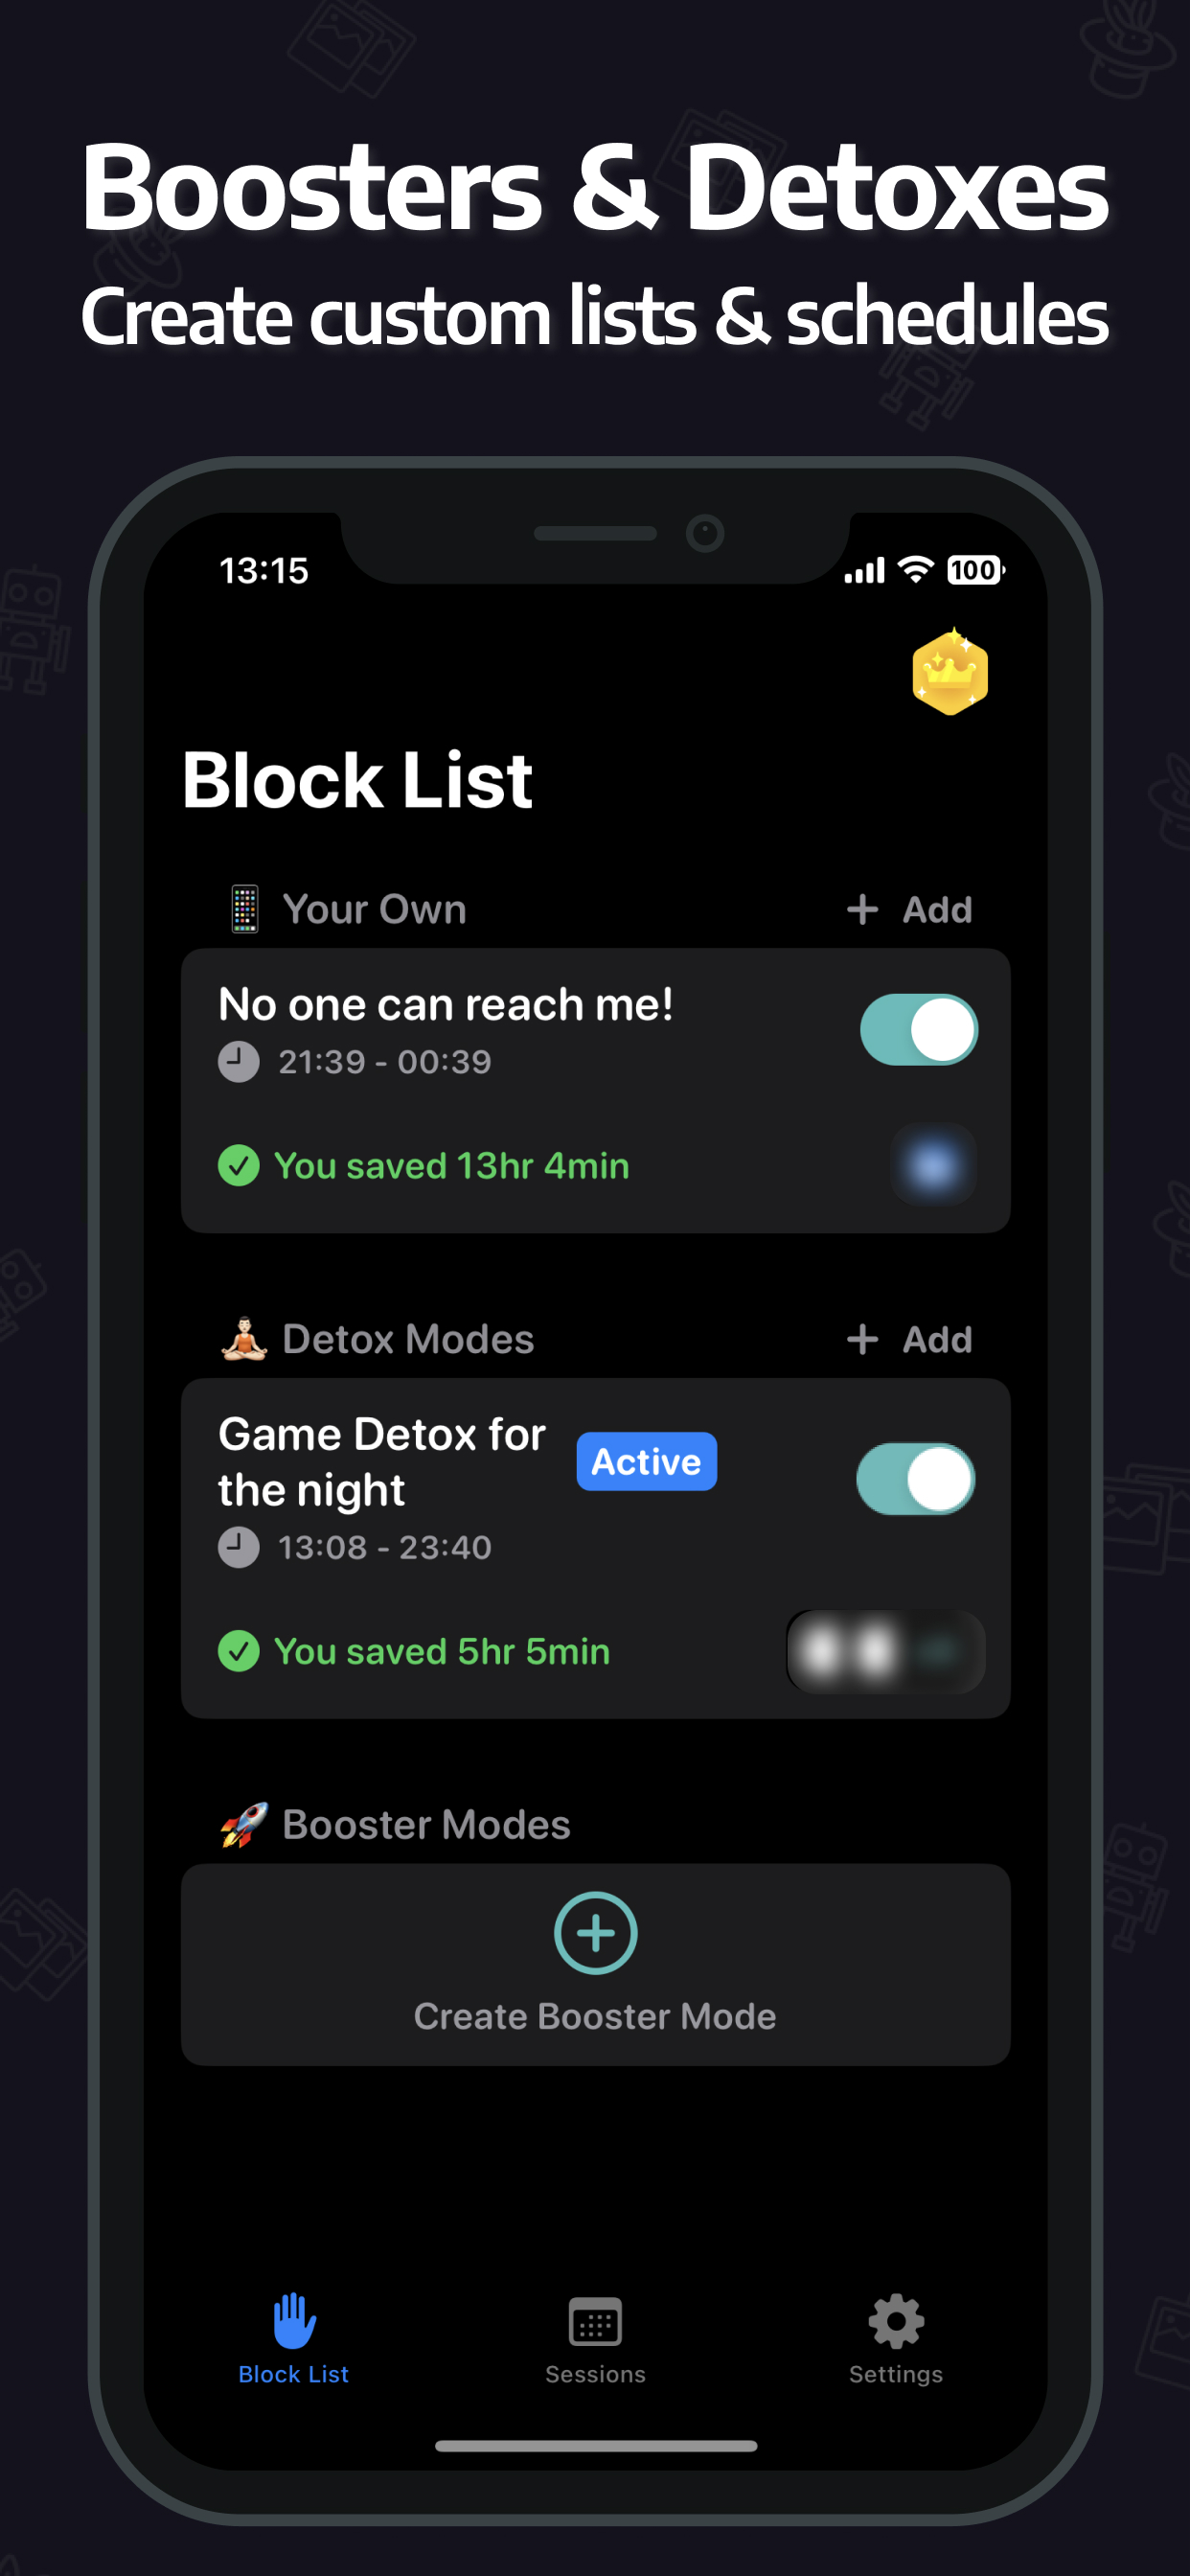 Boosters & Detoxes
Create custom lists & schedules
13:15
100
Block List
Your Own
+ Add
No one can reach me!
21:39 - 00:39
You saved 13hr 4min
Detox Modes
+ Add
Game Detox for
the night
Active
13:08 - 23:40
You saved 5hr 5min
Booster Modes
Create Booster Mode
Block List
Sessions
Settings